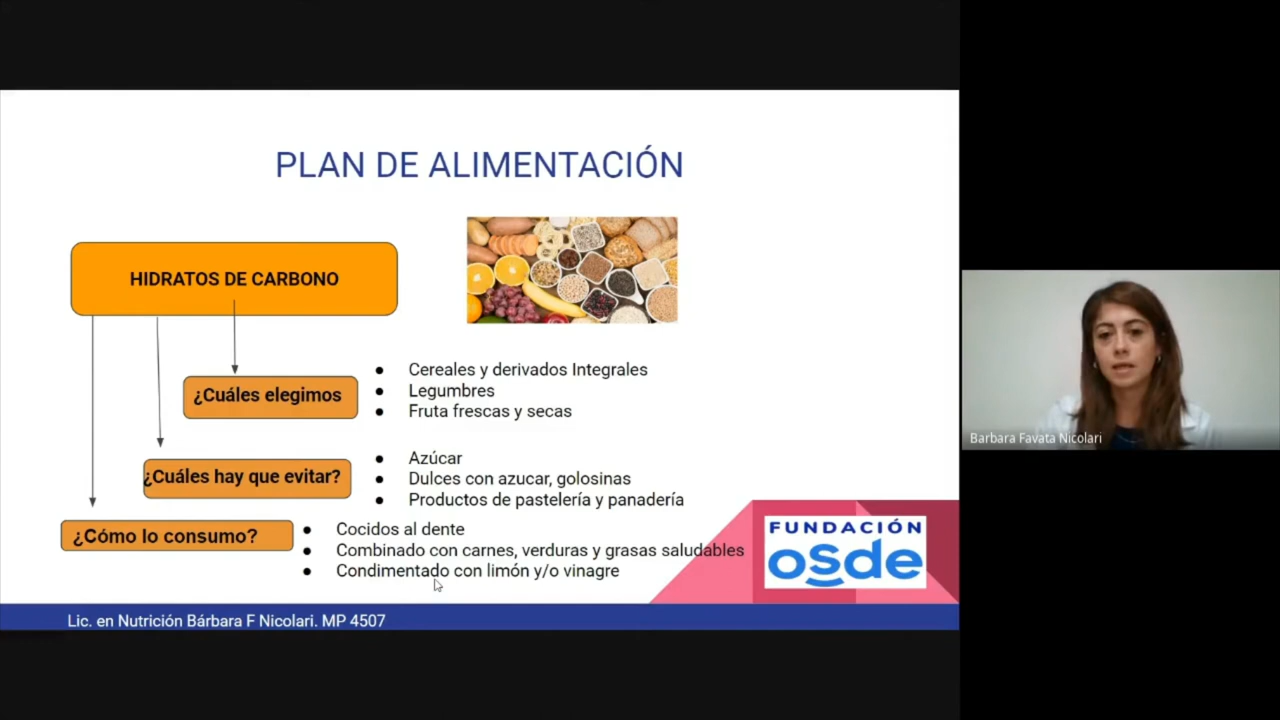 PLAN DE ALIMENTACIÓN
HIDRATOS DE CARBONO
¿Cuáles elegimos
Cereales y derivados Integrales
Legumbres
Fruta frescas y secas
¿Cuáles hay que evitar?
Azúcar
Dulces con azucar, golosinas
Productos de pastelería y panadería
¿Cómo lo consumo?
Cocidos al dente
Combinado con carnes, verduras y grasas saludables
Condimentado con limón y/o vinagre
FUNDACIÓN
osde
Lic. en Nutrición Bárbara F Nicolari. MP 4507
Barbara Favata Nicolari